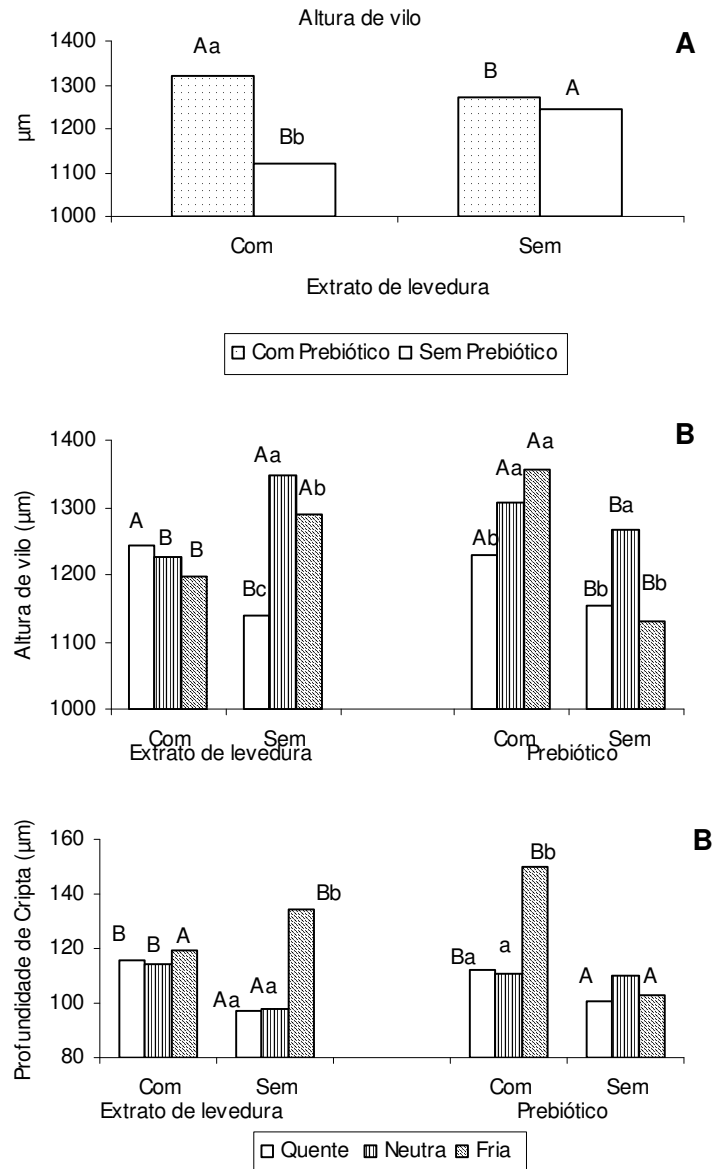 Altura de vilo
A
1400
1300
1200
1100
1000
µm
Aa
Bb
B
A
Com
Sem
Extrato de levedura
Com Prebiótico
Sem Prebiótico
B
1400
1300
1200
1100
1000
Altura de vilo (µm)
A
B
B
Bc
Aa
Ab
Ab
Aa
Aa
Bb
Ba
Bb
Com
Sem
Com
Sem
Extrato de levedura
Prebiótico
B
160
140
120
100
80
Profundidade de Cripta (µm)
B
B
A
Aa
Aa
Bb
Ba
a
Bb
A
A
Com
Sem
Com
Sem
Extrato de levedura
Prebiótico
Quente
Neutra
Fria